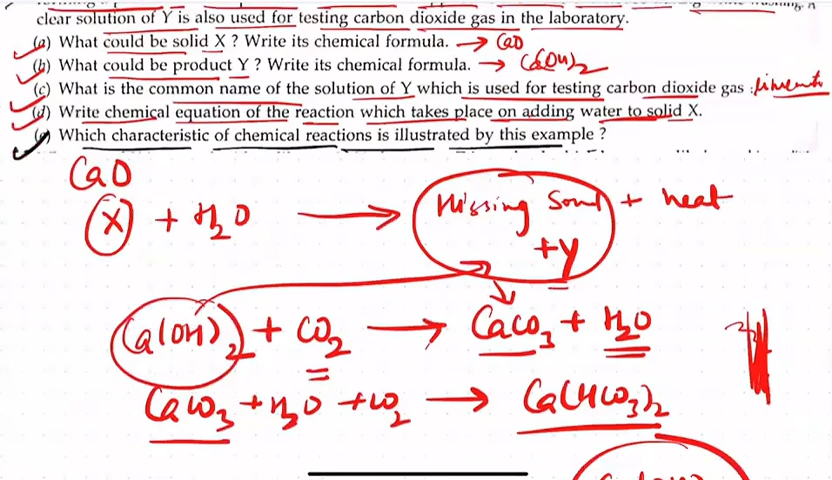 clear solution of Y is also used for testing carbon dioxide gas in the laboratory.
(a) What could be solid X ? Write its chemical formula. → CaO
(b) What could be product Y ? Write its chemical formula. → Ca(OH)2
(c) What is the common name of the solution of Y which is used for testing carbon dioxide gas :
(d) Write chemical equation of the reaction which takes place on adding water to solid X.
Which characteristic of chemical reactions is illustrated by this example ?
CaO
X + H2O → Hissing Sound + heat
+ Y
Ca(OH)2 + CO2 → CaCO3 + H2O
CaCO3 + H2O + CO2 → Ca(HCO3)2